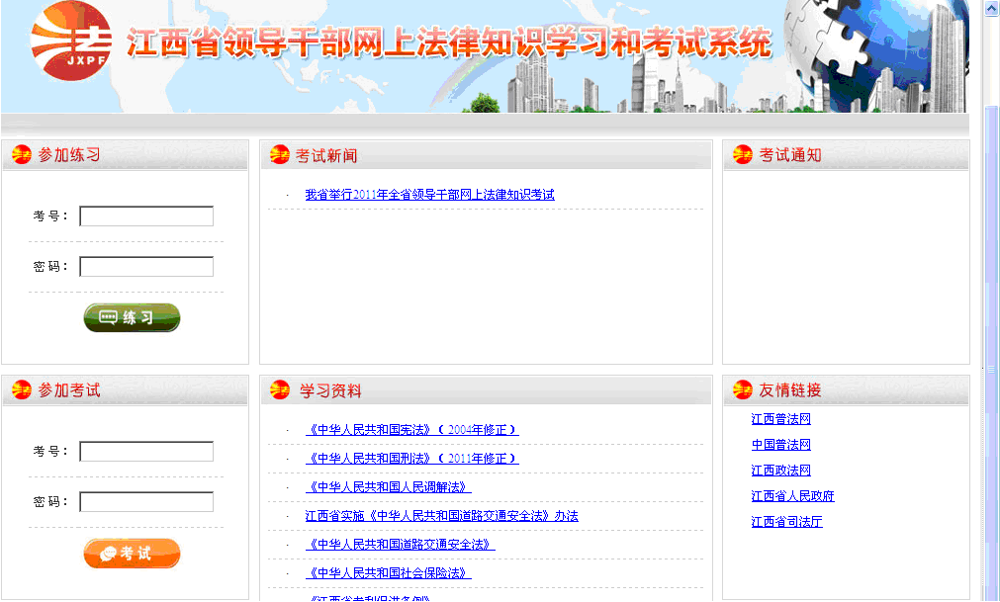 法
JXPF
江西省领导干部网上法律知识学习和考试系统
参加练习
考号：
密码：
练习
考试新闻
· 我省举行2011年全省领导干部网上法律知识考试
考试通知
参加考试
考号：
密码：
考试
学习资料
· 《中华人民共和国宪法》（2004年修正）
· 《中华人民共和国刑法》（2011年修正）
· 《中华人民共和国人民调解法》
· 江西省实施《中华人民共和国道路交通安全法》办法
· 《中华人民共和国道路交通安全法》
· 《中华人民共和国社会保险法》
· 《江西省专利促进条例》
友情链接
江西普法网
中国普法网
江西政法网
江西省人民政府
江西省司法厅